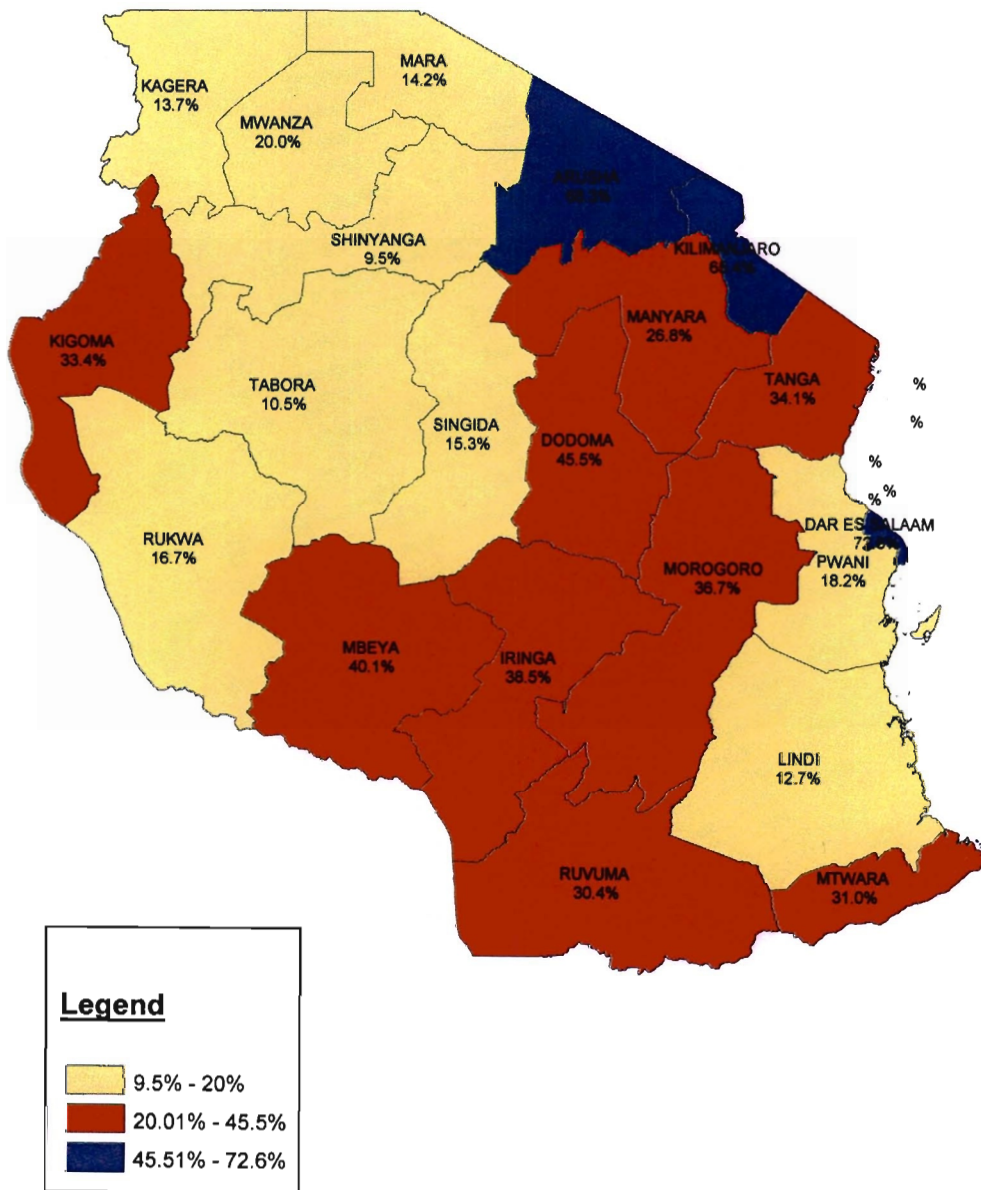 KAGERA
13.7%
MARA
14.2%
MWANZA
20.0%
SHINYANGA
9.5%
KILIMANJARO
KIGOMA
33.4%
MANYARA
26.8%
TABORA
10.5%
TANGA
34.1%
%
%
SINGIDA
15.3%
DODOMA
45.5%
%
%
%
DAR ES SALAAM
RUKWA
16.7%
MOROGORO
36.7%
PWANI
18.2%
MBEYA
40.1%
IRINGA
38.5%
LINDI
12.7%
RUVUMA
30.4%
MTWARA
31.0%
Legend
9.5% - 20%
20.01% - 45.5%
45.51% - 72.6%